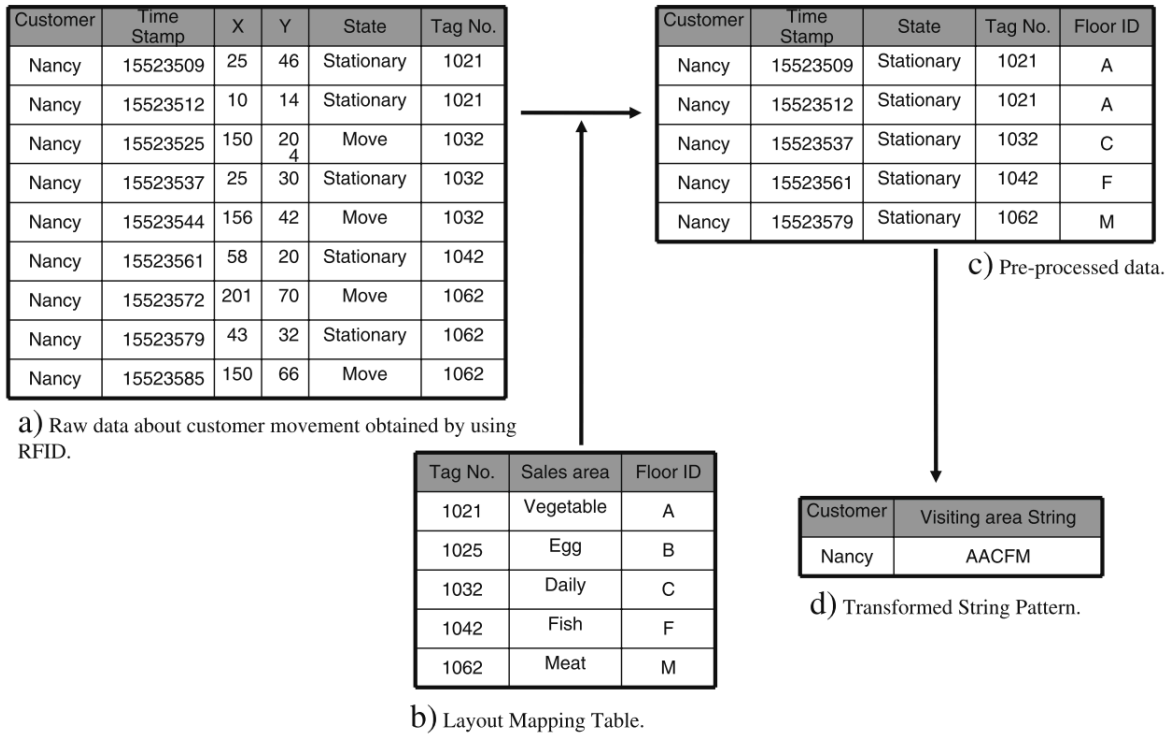 Customer Time Stamp X Y State Tag No.
Nancy 15523509 25 46 Stationary 1021
Nancy 15523512 10 14 Stationary 1021
Nancy 15523525 150 204 Move 1032
Nancy 15523537 25 30 Stationary 1032
Nancy 15523544 156 42 Move 1032
Nancy 15523561 58 20 Stationary 1042
Nancy 15523572 201 70 Move 1062
Nancy 15523579 43 32 Stationary 1062
Nancy 15523585 150 66 Move 1062
a) Raw data about customer movement obtained by using
RFID.
Tag No. Sales area Floor ID
1021 Vegetable A
1025 Egg B
1032 Daily C
1042 Fish F
1062 Meat M
b) Layout Mapping Table.
Customer Time Stamp State Tag No. Floor ID
Nancy 15523509 Stationary 1021 A
Nancy 15523512 Stationary 1021 A
Nancy 15523537 Stationary 1032 C
Nancy 15523561 Stationary 1042 F
Nancy 15523579 Stationary 1062 M
c) Pre-processed data.
Customer Visiting area String
Nancy AACFM
d) Transformed String Pattern.